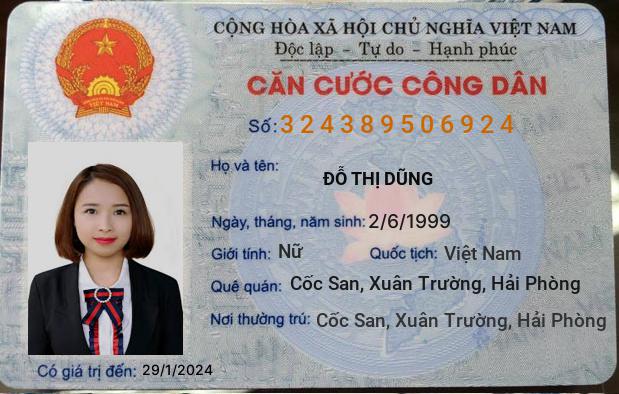 CỘNG HÒA XÃ HỘI CHỦ NGHĨA VIỆT NAM
Độc lập - Tự do - Hạnh phúc
CĂN CƯỚC CÔNG DÂN
Số: 324389506924
Họ và tên:
ĐỖ THỊ DŨNG
Ngày, tháng, năm sinh: 2/6/1999
Giới tính: Nữ Quốc tịch: Việt Nam
Quê quán: Cốc San, Xuân Trường, Hải Phòng
Nơi thường trú: Cốc San, Xuân Trường, Hải Phòng
Có giá trị đến: 29/1/2024
VIỆT NAM